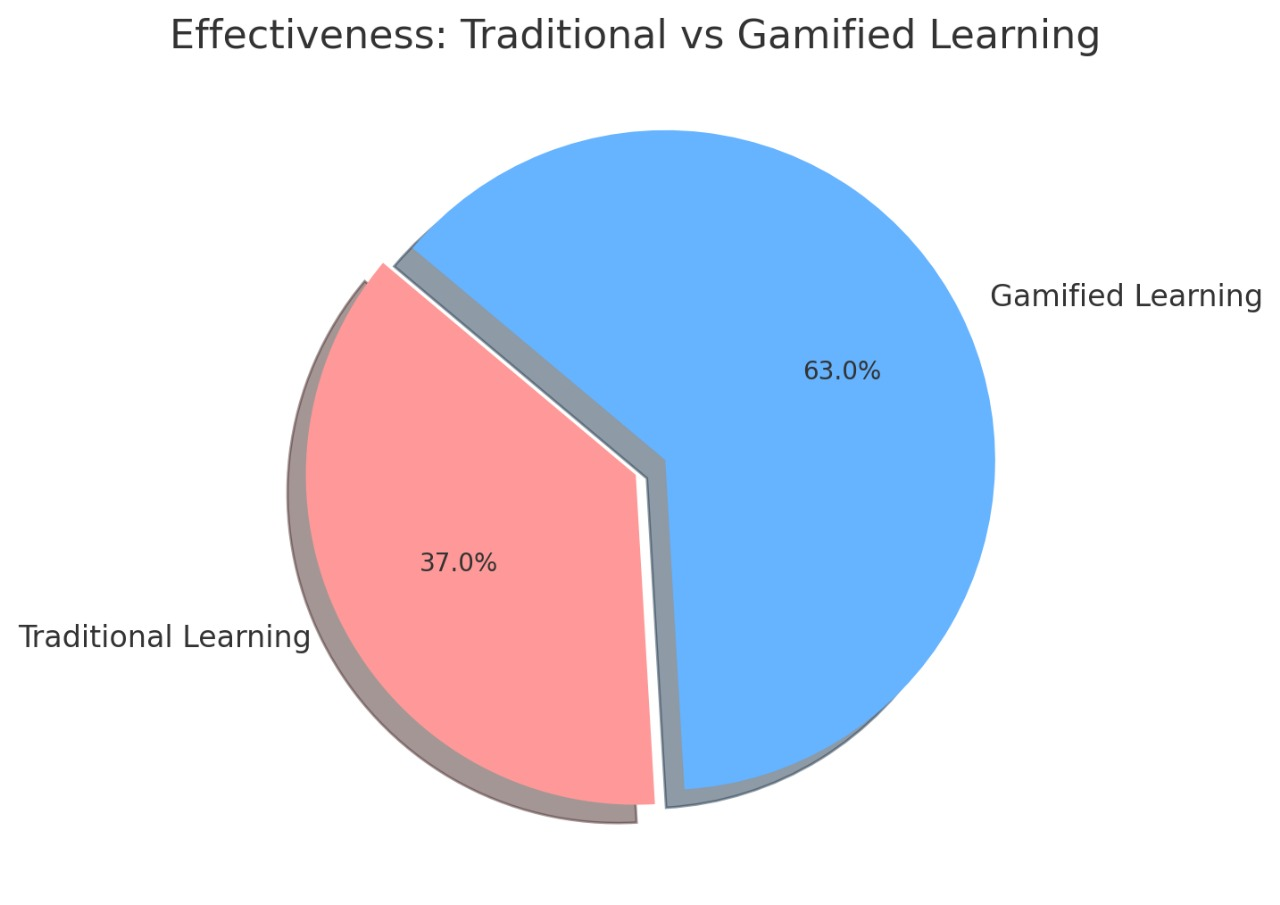 Effectiveness: Traditional vs Gamified Learning
Gamified Learning
63.0%
37.0%
Traditional Learning